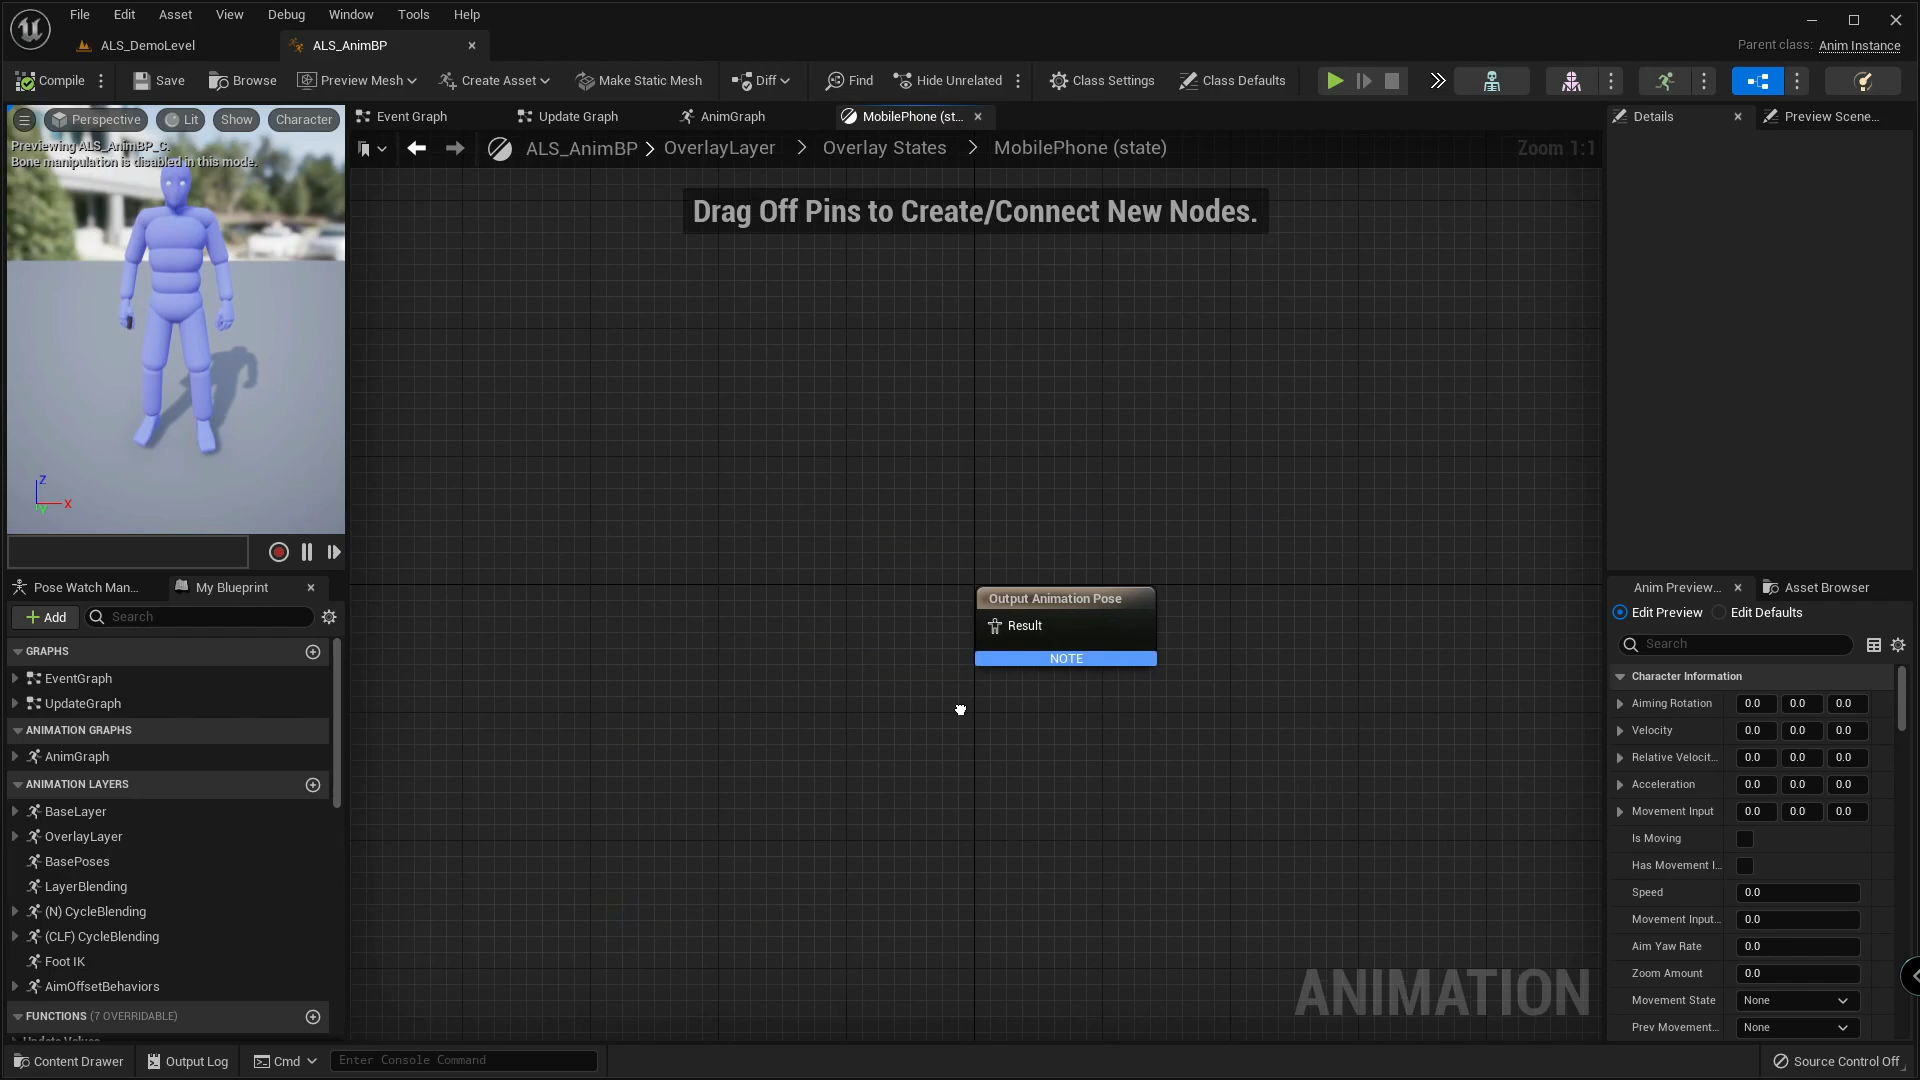 File Edit Asset View Debug Window Tools Help
ALS_DemoLevel ALS_AnimBP Parent class: Anim Instance
Compile Save Browse Preview Mesh Create Asset Make Static Mesh Diff Find Hide Unrelated Class Settings Class Defaults
Perspective Lit Show Character
Previewing ALS_AnimBP_C.
Bone manipulation is disabled in this mode.
Z
X
Y
Event Graph Update Graph AnimGraph MobilePhone (st...
ALS_AnimBP > OverlayLayer > Overlay States > MobilePhone (state) Zoom 1:1
Drag Off Pins to Create/Connect New Nodes.
Output Animation Pose
Result
NOTE
ANIMATION
Details Preview Scene...
Pose Watch Man... My Blueprint
Add Search
GRAPHS
EventGraph
UpdateGraph
ANIMATION GRAPHS
AnimGraph
ANIMATION LAYERS
BaseLayer
OverlayLayer
BasePoses
LayerBlending
(N) CycleBlending
(CLF) CycleBlending
Foot IK
AimOffsetBehaviors
FUNCTIONS (7 OVERRIDABLE)
Update Values
Anim Preview... Asset Browser
Edit Preview Edit Defaults
Search
Character Information
Aiming Rotation 0.0 0.0 0.0
Velocity 0.0 0.0 0.0
Relative Velocit... 0.0 0.0 0.0
Acceleration 0.0 0.0 0.0
Movement Input 0.0 0.0 0.0
Is Moving
Has Movement I...
Speed 0.0
Movement Input... 0.0
Aim Yaw Rate 0.0
Zoom Amount 0.0
Movement State None
Prev Movement... None
Content Drawer Output Log Cmd Enter Console Command Source Control Off